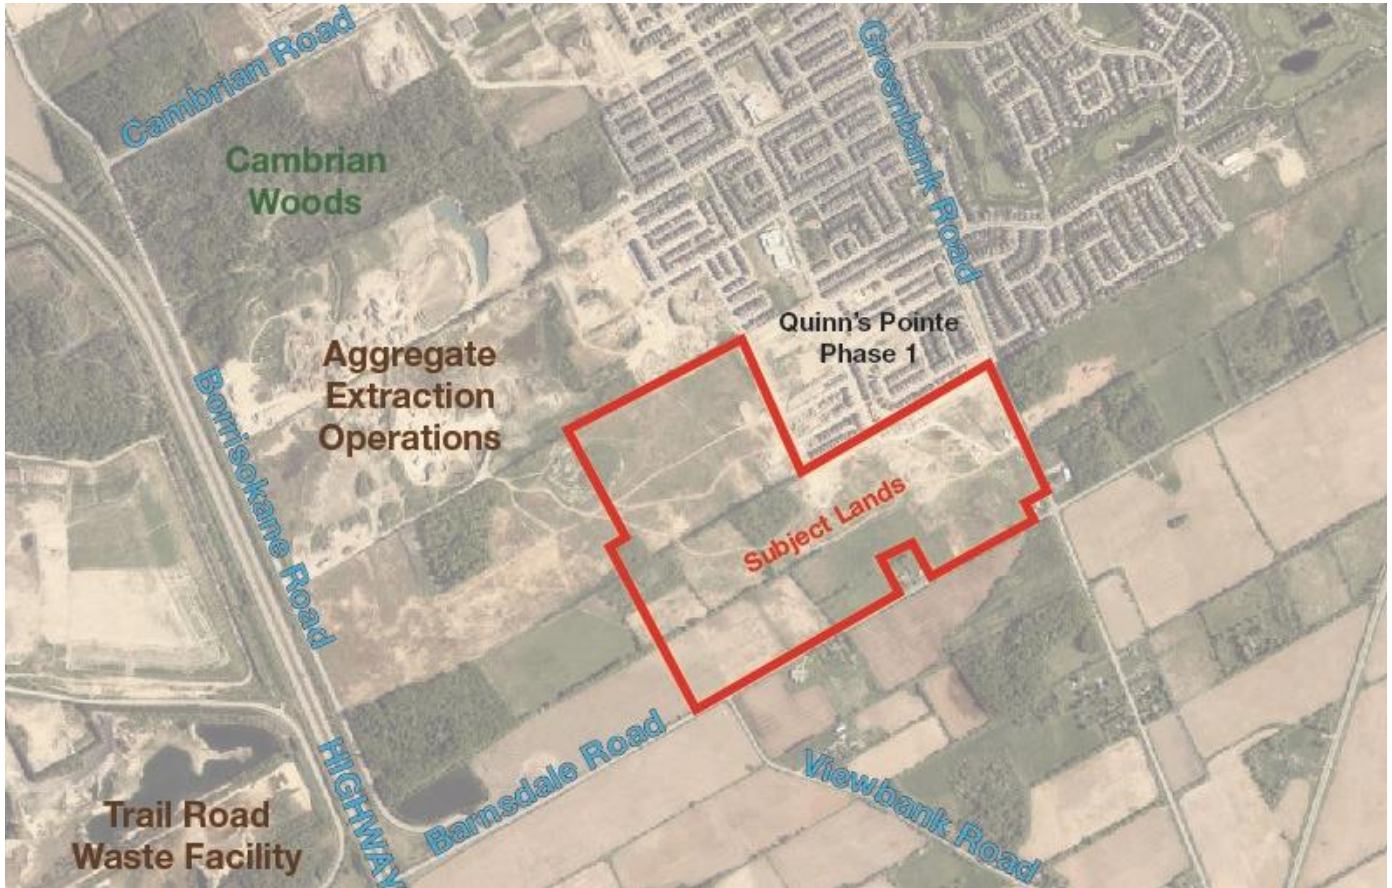 Cambrian Road
Greenbank Road
Cambrian
Woods
Quinn's Pointe
Phase 1
Aggregate
Extraction
Operations
Borrisokane Road
Subject Lands
HIGHWAY
Barnsdale Road
Viewbank Road
Trail Road
Waste Facility